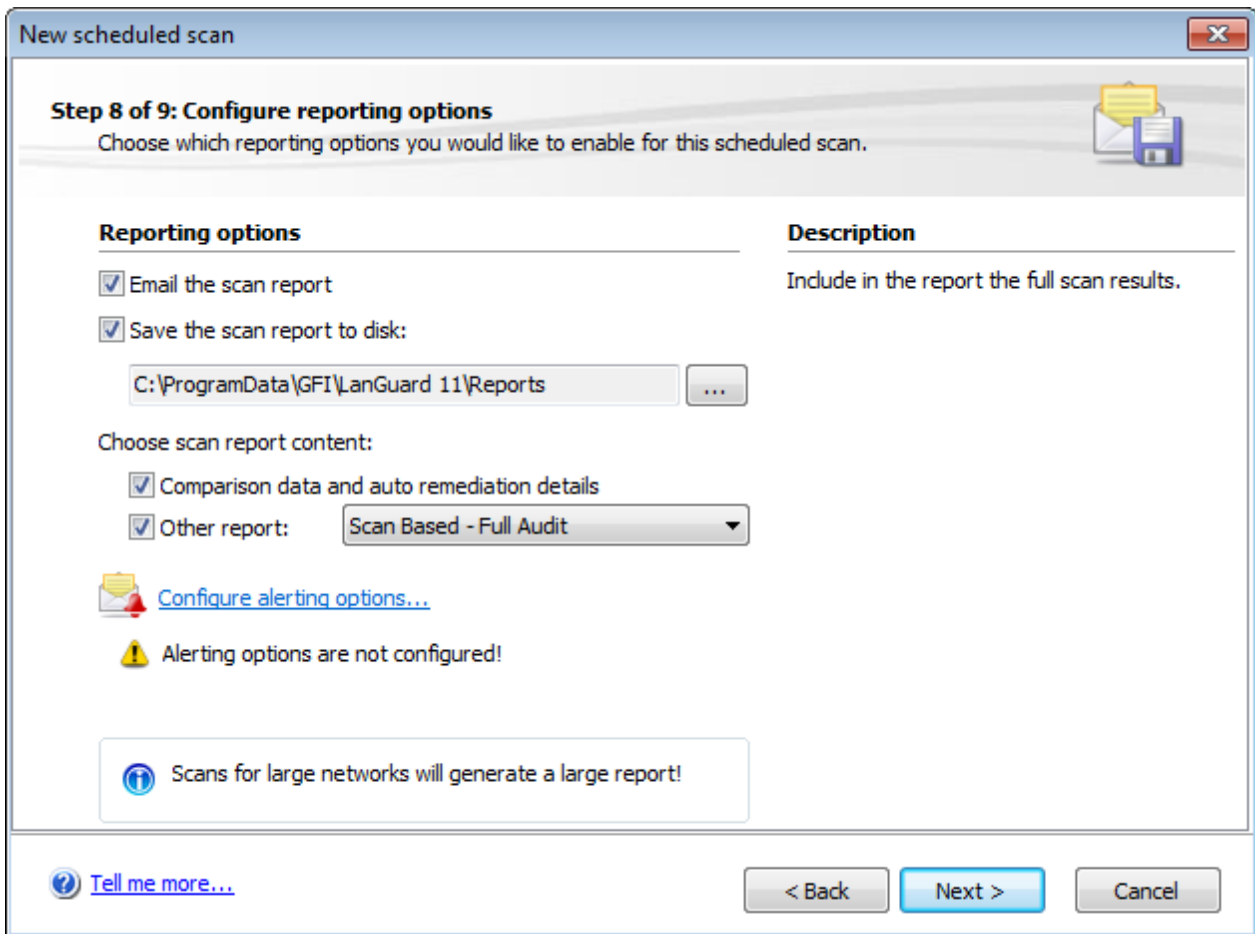 New scheduled scan
Step 8 of 9: Configure reporting options
Choose which reporting options you would like to enable for this scheduled scan.
Reporting options
Email the scan report
Save the scan report to disk:
C:\ProgramData\GFI\LanGuard 11\Reports
...
Choose scan report content:
Comparison data and auto remediation details
Other report:
Scan Based - Full Audit
Configure alerting options...
Alerting options are not configured!
Scans for large networks will generate a large report!
Description
Include in the report the full scan results.
Tell me more...
< Back
Next >
Cancel